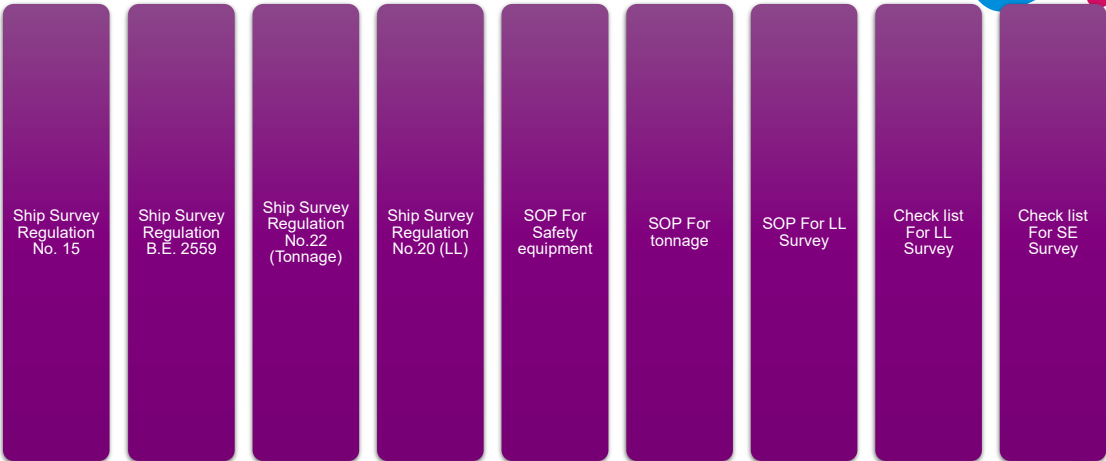 Ship Survey
Regulation
No. 15
Ship Survey
Regulation
B.E. 2559
Ship Survey
Regulation
No.22
(Tonnage)
Ship Survey
Regulation
No.20 (LL)
SOP For
Safety
equipment
SOP For
tonnage
SOP For LL
Survey
Check list
For LL
Survey
Check list
For SE
Survey